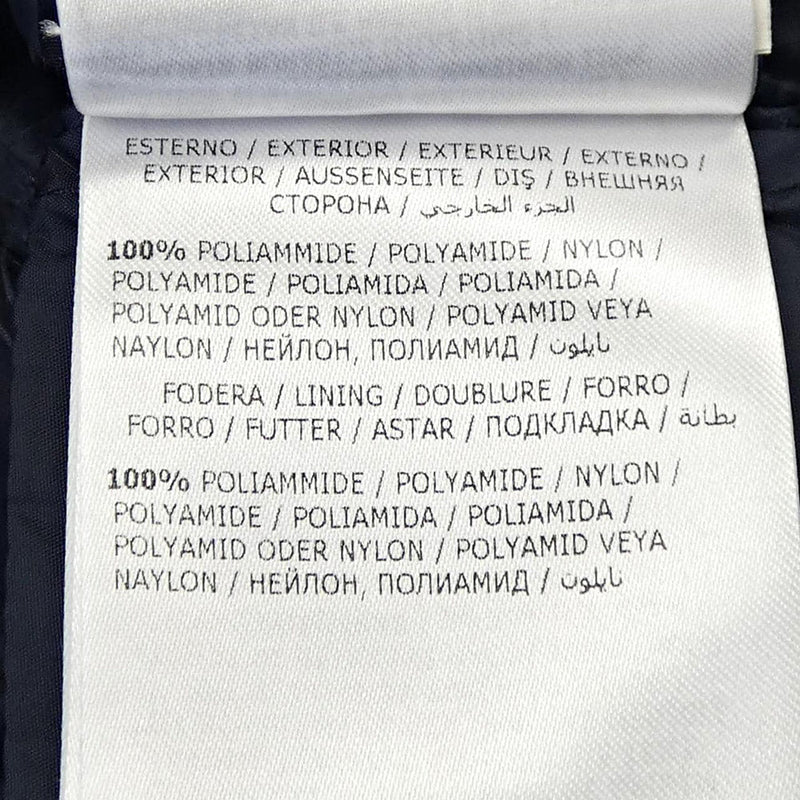 ESTERNO / EXTERIOR / EXTERIEUR / EXTERNO /
EXTERIOR / AUSSENSEITE / DIŞ / ВНЕШНЯЯ
СТОРОНА / الجزء الخارجي
100% POLIAMMIDE / POLYAMIDE / NYLON /
POLYAMIDE / POLIAMIDA / POLIAMIDA /
POLYAMID ODER NYLON / POLYAMID VEYA
NAYLON / НЕЙЛОН, ПОЛИАМИД / نايلون
FODERA / LINING / DOUBLURE / FORRO /
FORRO / FUTTER / ASTAR / ПОДКЛАДКА / بطانة
100% POLIAMMIDE / POLYAMIDE / NYLON /
POLYAMIDE / POLIAMIDA / POLIAMIDA /
POLYAMID ODER NYLON / POLYAMID VEYA
NAYLON / НЕЙЛОН, ПОЛИАМИД / نايلون